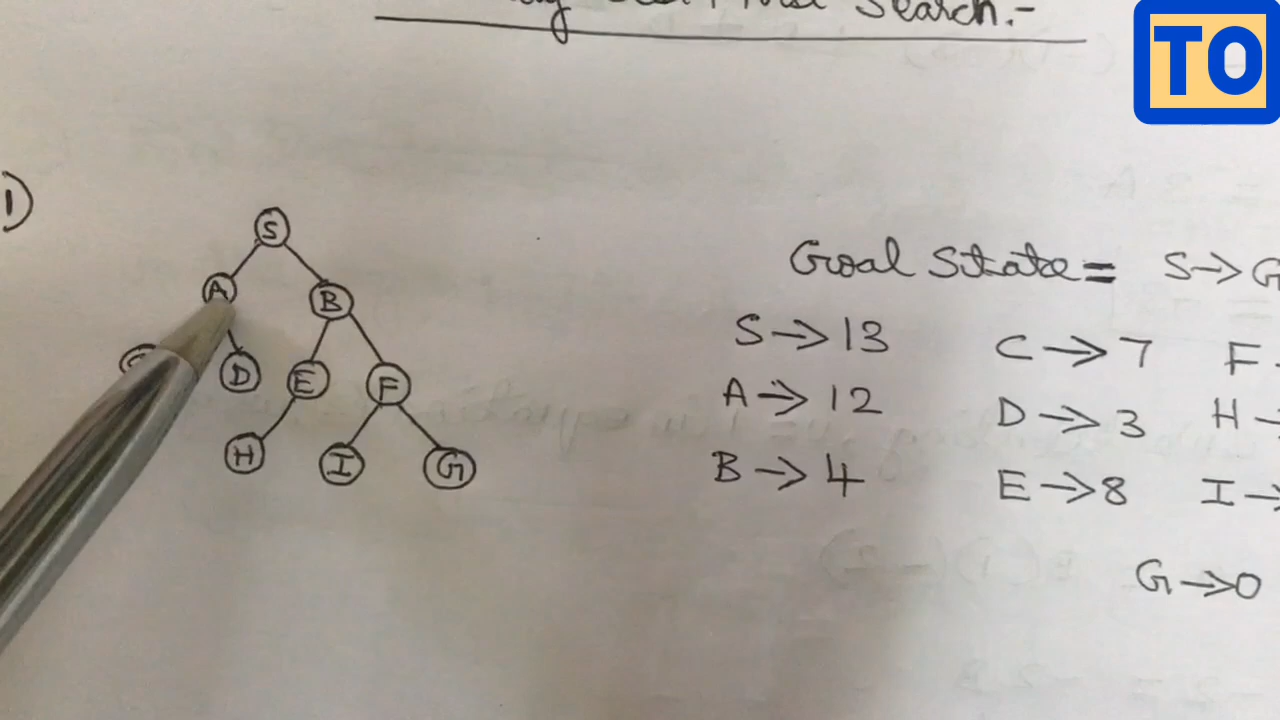 Search.-
TO
1)
S
A B
D E F
H I G
Goal State = S→G
S→13 C→7 F
A→12 D→3 H→
B→4 E→8 I→
G→0